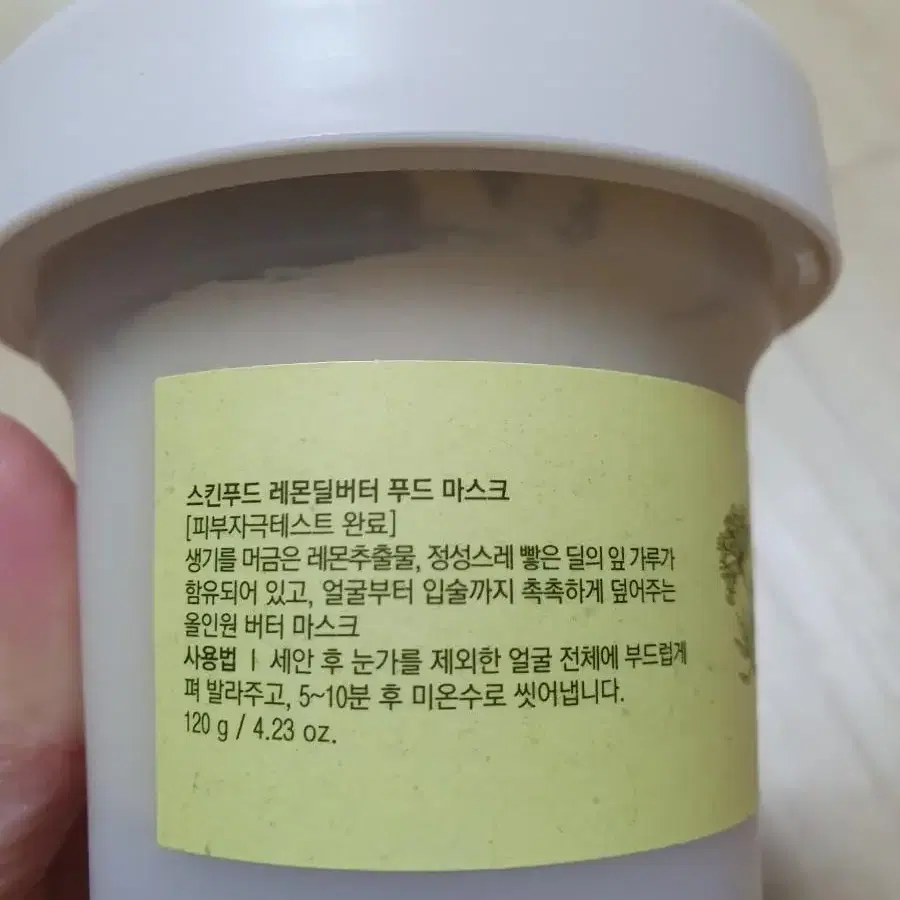 스킨푸드 레몬딜버터 푸드 마스크
[피부자극테스트 완료]
생기를 머금은 레몬추출물, 정성스레 빻은 딜의 잎 가루가
함유되어 있고, 얼굴부터 입술까지 촉촉하게 덮어주는
올인원 버터 마스크
사용법 | 세안 후 눈가를 제외한 얼굴 전체에 부드럽게
펴 발라주고, 5~10분 후 미온수로 씻어냅니다.
120 g / 4.23 oz.